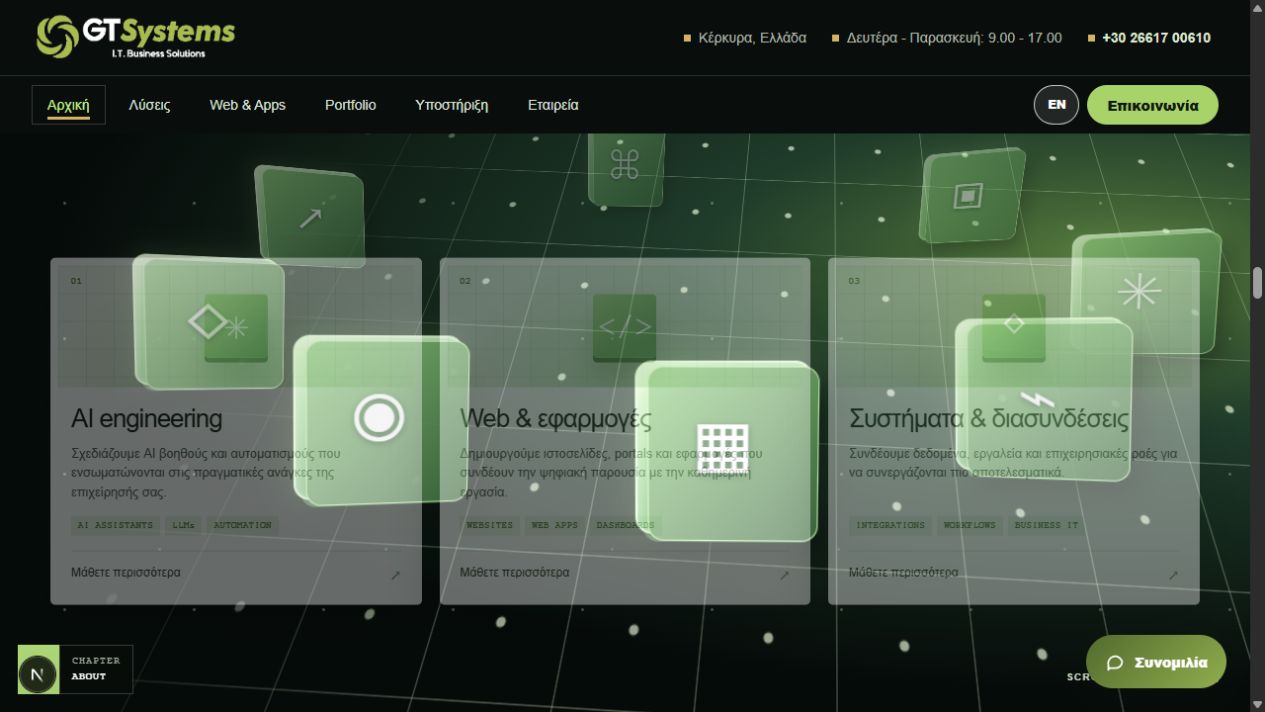 GTSystems
I.T. Business Solutions
Κέρκυρα, Ελλάδα
Δευτέρα - Παρασκευή: 9.00 - 17.00
+30 26617 00610
Αρχική
Λύσεις
Web & Apps
Portfolio
Υποστήριξη
Εταιρεία
EN
Επικοινωνία
01
AI engineering
Σχεδιάζουμε AI βοηθούς και αυτοματισμούς που
ενσωματώνονται στις πραγματικές ανάγκες της
επιχείρησής σας.
AI ASSISTANTS
LLMs
AUTOMATION
Μάθετε περισσότερα
02
</>
Web & εφαρμογές
Δημιουργούμε ιστοσελίδες, portals και εφαρμογές που
συνδέουν την ψηφιακή παρουσία με την καθημερινή
εργασία.
WEBSITES
WEB APPS
DASHBOARDS
Μάθετε περισσότερα
03
Συστήματα & διασυνδέσεις
Συνδέουμε δεδομένα, εργαλεία και επιχειρησιακές ροές για
να συνεργάζονται πιο αποτελεσματικά.
INTEGRATIONS
WORKFLOWS
BUSINESS IT
Μάθετε περισσότερα
N
CHAPTER
ABOUT
Συνομιλία